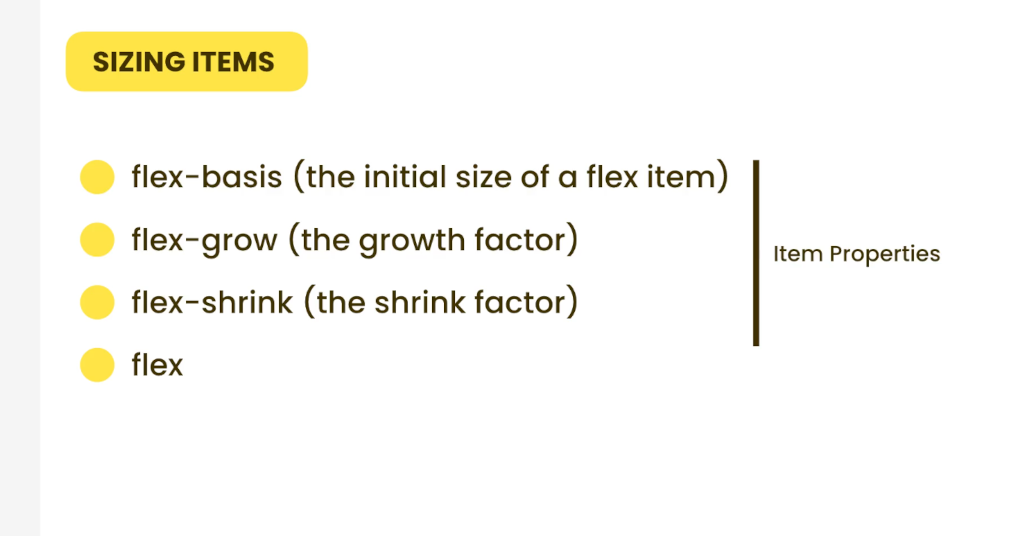 SIZING ITEMS
flex-basis (the initial size of a flex item)
flex-grow (the growth factor)
flex-shrink (the shrink factor)
flex
Item Properties